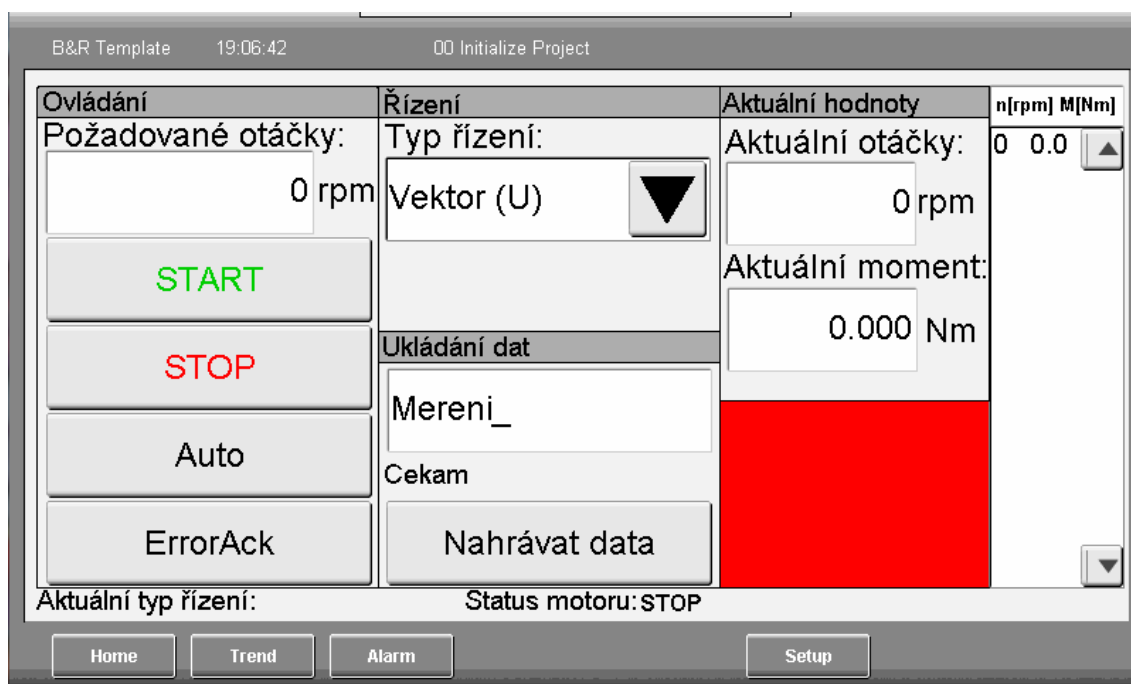 B&R Template 19:06:42 00 Initialize Project
Ovládání
Požadované otáčky:
0 rpm
START
STOP
Auto
ErrorAck
Řízení
Typ řízení:
Vektor (U)
Ukládání dat
Mereni_
Cekam
Nahrávat data
Aktuální hodnoty
Aktuální otáčky:
0 rpm
Aktuální moment:
0.000 Nm
n[rpm] M[Nm]
0 0.0
Aktuální typ řízení: Status motoru: STOP
Home Trend Alarm Setup